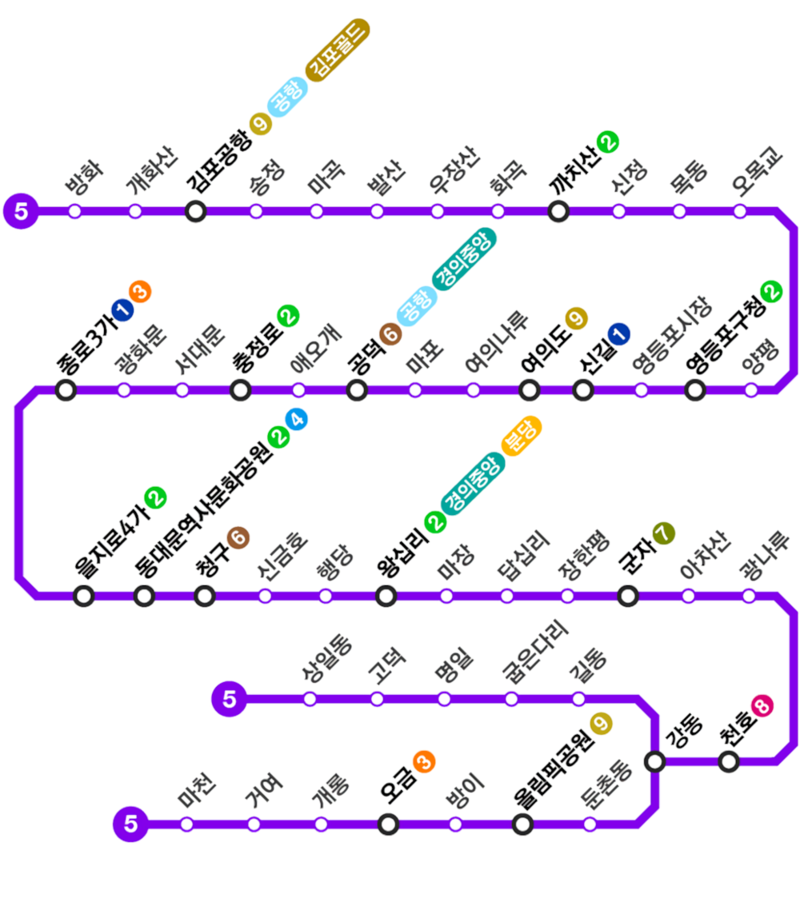 5
방화
개화산
김포공항 9 공항 김포골드
송정
마곡
발산
우장산
화곡
까치산 2
신정
목동
오목교
종로3가 1 3
광화문
서대문
충정로 2
애오개
공덕 6 공항 경의중앙
마포
여의나루
여의도 9
신길 1
영등포시장
영등포구청 2
양평
을지로4가 2
동대문역사문화공원 2 4
청구 6
신금호
행당
왕십리 2 경의중앙 분당
마장
답십리
장한평
군자 7
아차산
광나루
5
상일동
고덕
명일
굽은다리
길동
강동
천호 8
5
마천
거여
개롱
오금 3
방이
올림픽공원 9
둔촌동